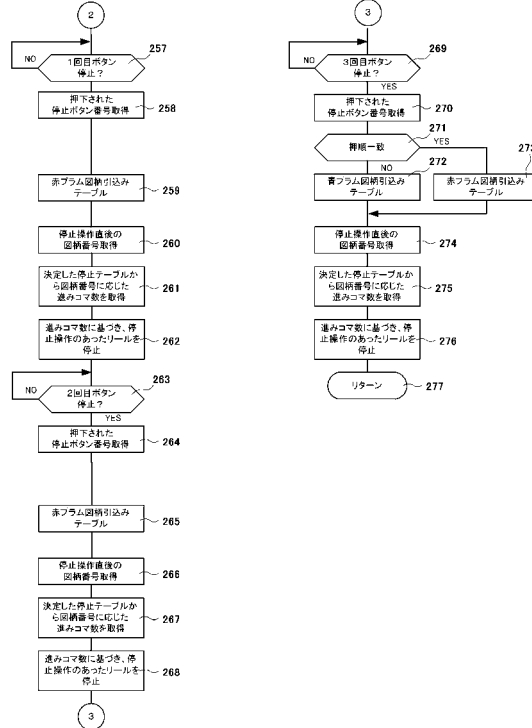 2
NO
1回目ボタン
停止？
257
押下された
停止ボタン番号取得
258
赤プラム図柄引込み
テーブル
259
停止操作直後の
図柄番号取得
260
決定した停止テーブルか
ら図柄番号に応じた
進みコマ数を取得
261
進みコマ数に基づき、停
止操作のあったリールを
停止
262
NO
2回目ボタン
停止？
263
YES
押下された
停止ボタン番号取得
264
赤プラム図柄引込み
テーブル
265
停止操作直後の
図柄番号取得
266
決定した停止テーブルか
ら図柄番号に応じた
進みコマ数を取得
267
進みコマ数に基づき、停
止操作のあったリールを
停止
268
3
3
NO
3回目ボタン
停止？
269
YES
押下された
停止ボタン番号取得
270
押順一致
271
YES
NO
272
273
青プラム図柄引込み
テーブル
赤プラム図柄引込み
テーブル
停止操作直後の
図柄番号取得
274
決定した停止テーブルか
ら図柄番号に応じた
進みコマ数を取得
275
進みコマ数に基づき、停
止操作のあったリールを
停止
276
リターン
277